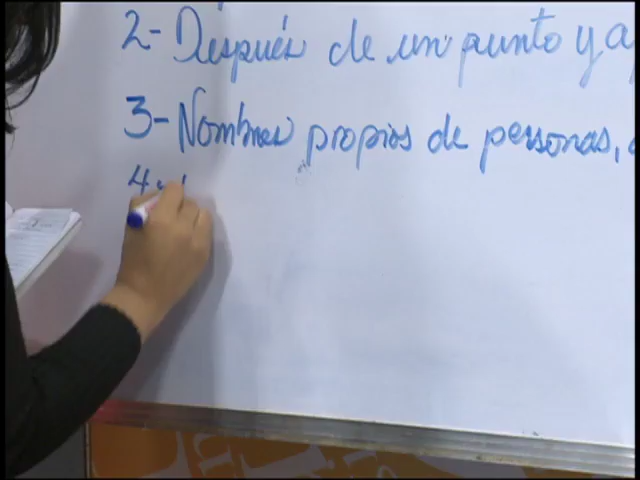 2- Después de un punto y a
3- Nombres propios de personas,
4-